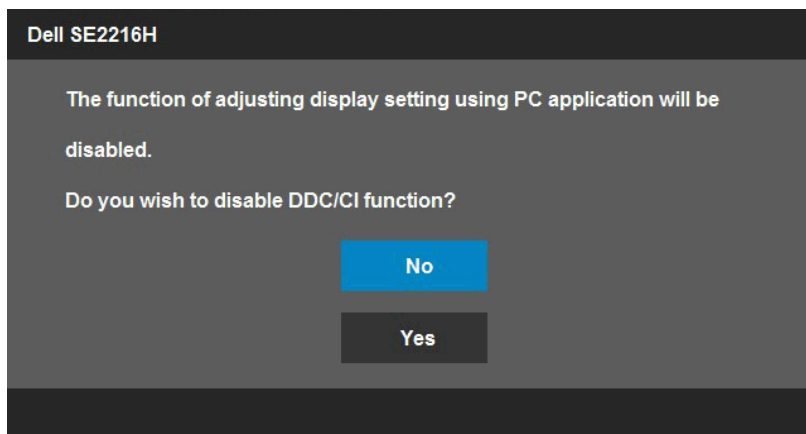 Dell SE2216H
The function of adjusting display setting using PC application will be
disabled.
Do you wish to disable DDC/CI function?
No
Yes